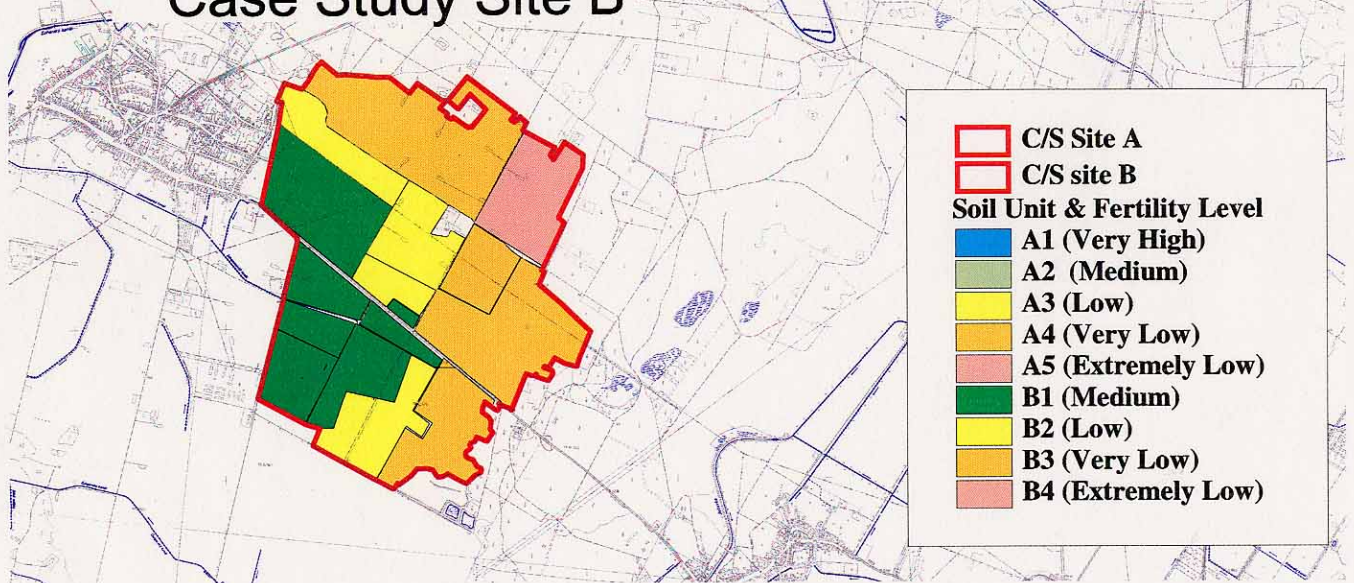 Case Study Site B
C/S Site A
C/S site B
Soil Unit & Fertility Level
A1 (Very High)
A2 (Medium)
A3 (Low)
A4 (Very Low)
A5 (Extremely Low)
B1 (Medium)
B2 (Low)
B3 (Very Low)
B4 (Extremely Low)